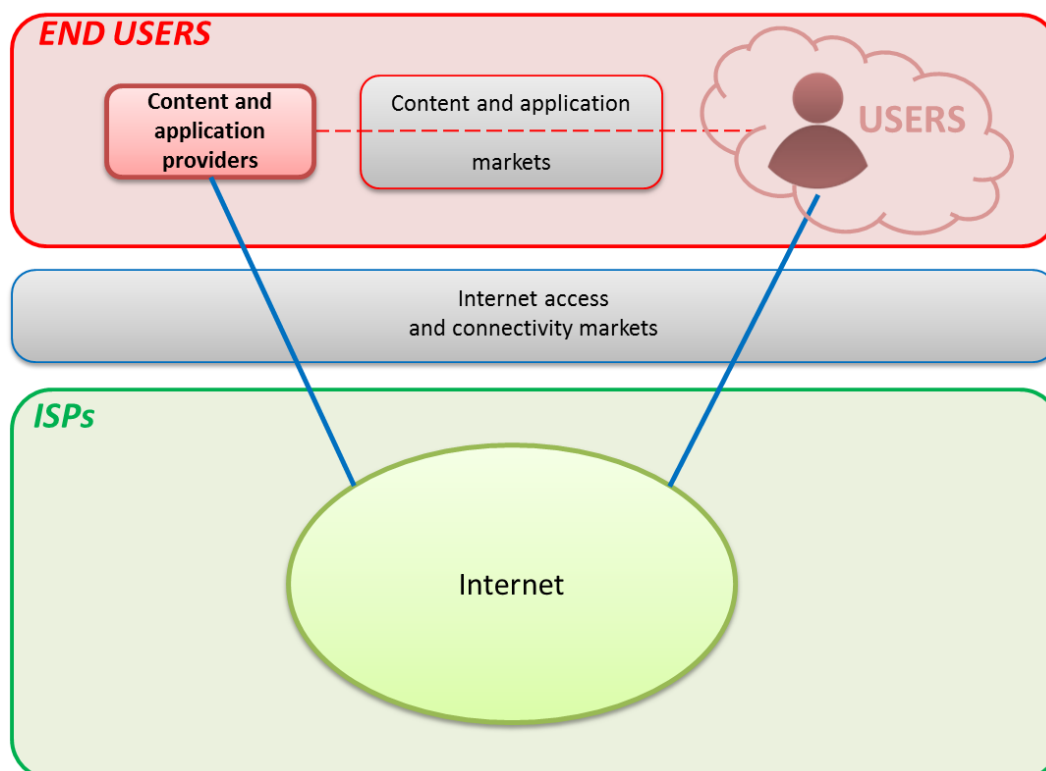 END USERS
Content and
application
providers
Content and application
markets
USERS
Internet access
and connectivity markets
ISPs
Internet